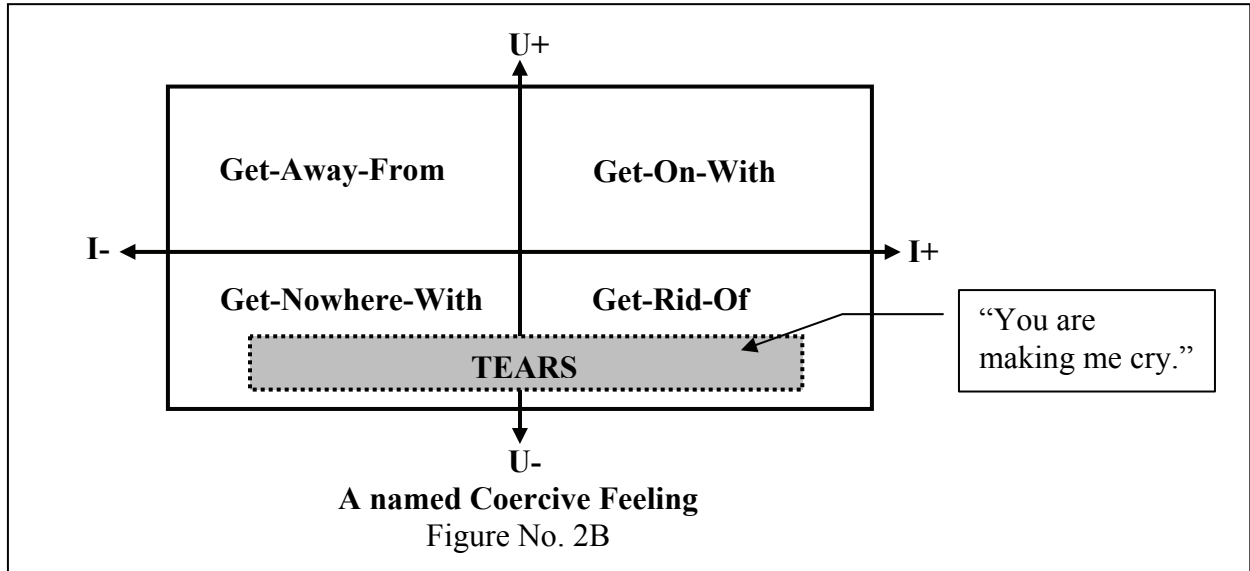 U+
Get-Away-From
Get-On-With
I-
I+
Get-Nowhere-With
Get-Rid-Of
“You are
making me cry.”
TEARS
U-
A named Coercive Feeling
Figure No. 2B